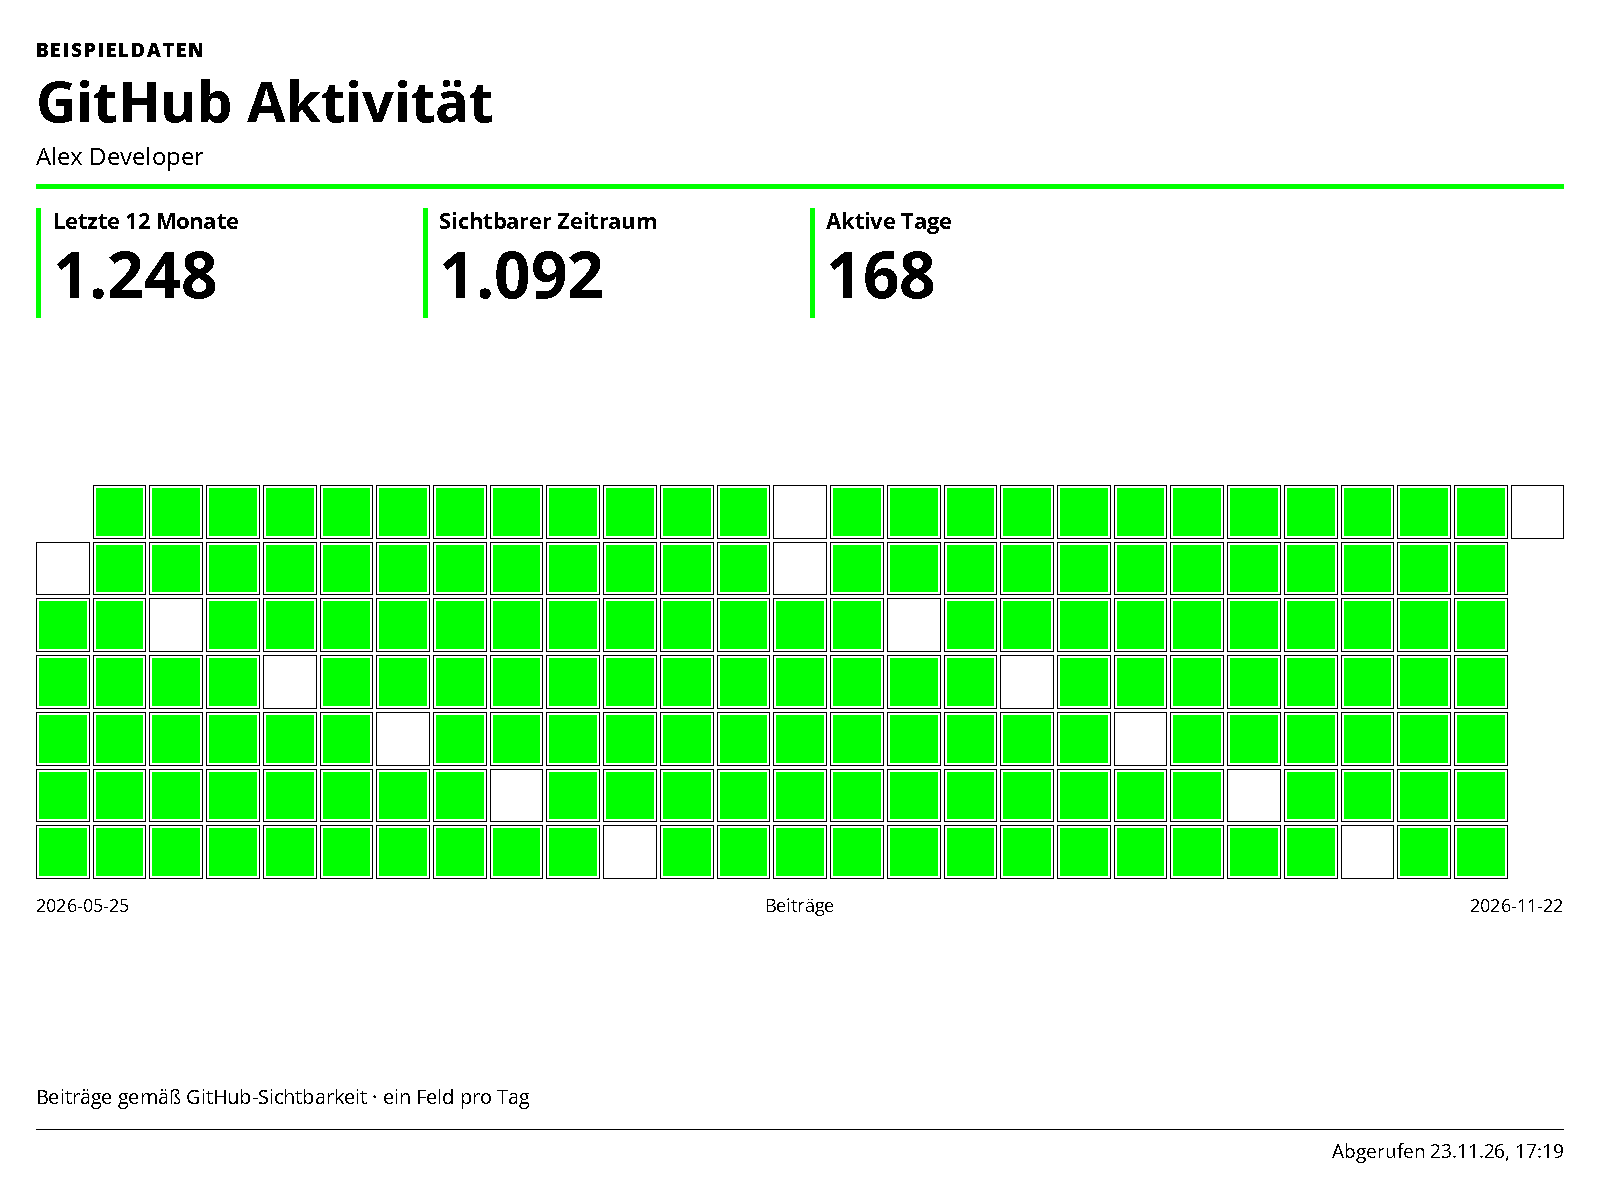 BEISPIELDATEN
GitHub Aktivität
Alex Developer
Letzte 12 Monate
1.248
Sichtbarer Zeitraum
1.092
Aktive Tage
168
2026-05-25
Beiträge
2026-11-22
Beiträge gemäß GitHub-Sichtbarkeit · ein Feld pro Tag
Abgerufen 23.11.26, 17:19